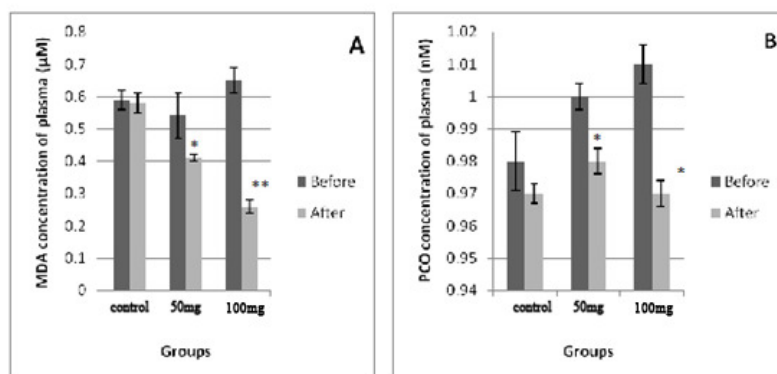 A
MDA concentration of plasma (µM)
0.8
0.7
0.6
0.5
0.4
0.3
0.2
0.1
0
*
**
control 50mg 100mg
Groups
Before
After
B
PCO concentration of plasma (nM)
1.02
1.01
1
0.99
0.98
0.97
0.96
0.95
0.94
*
*
control 50mg 100mg
Groups
Before
After